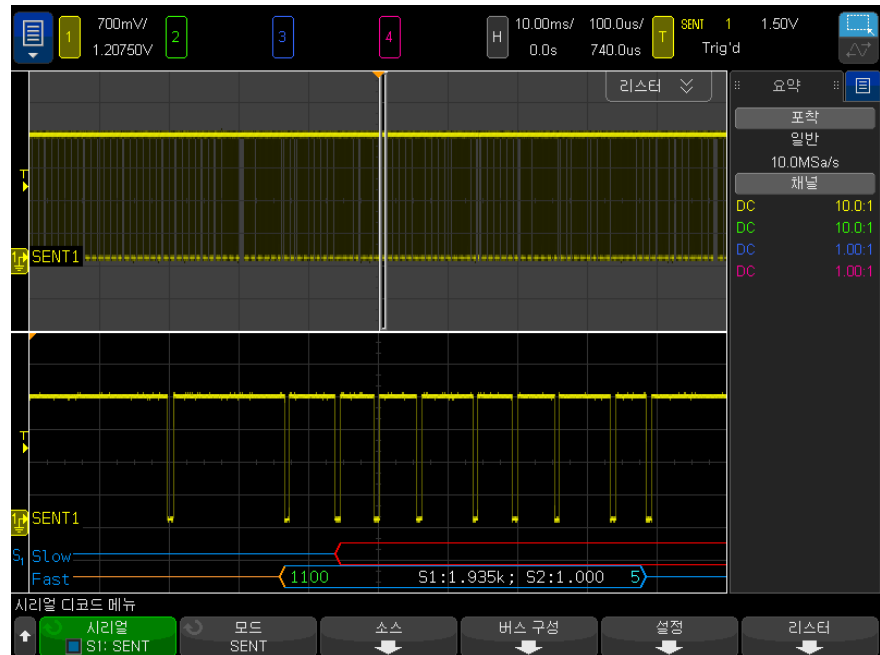 1 700mV/ 1.20750V 2 3 4 H 10.00ms/ 0.0s 100.0us/ 740.0us T SENT 1 1.50V Trig'd
리스터
요약
포착
일반
10.0MSa/s
채널
DC 10.0:1
DC 10.0:1
DC 1.00:1
DC 1.00:1
T
1 SENT1
T
1 SENT1
S1 Slow
Fast 1100 S1:1.935k; S2:1.000 5
시리얼 디코드 메뉴
시리얼
S1: SENT
모드
SENT
소스
버스 구성
설정
리스터